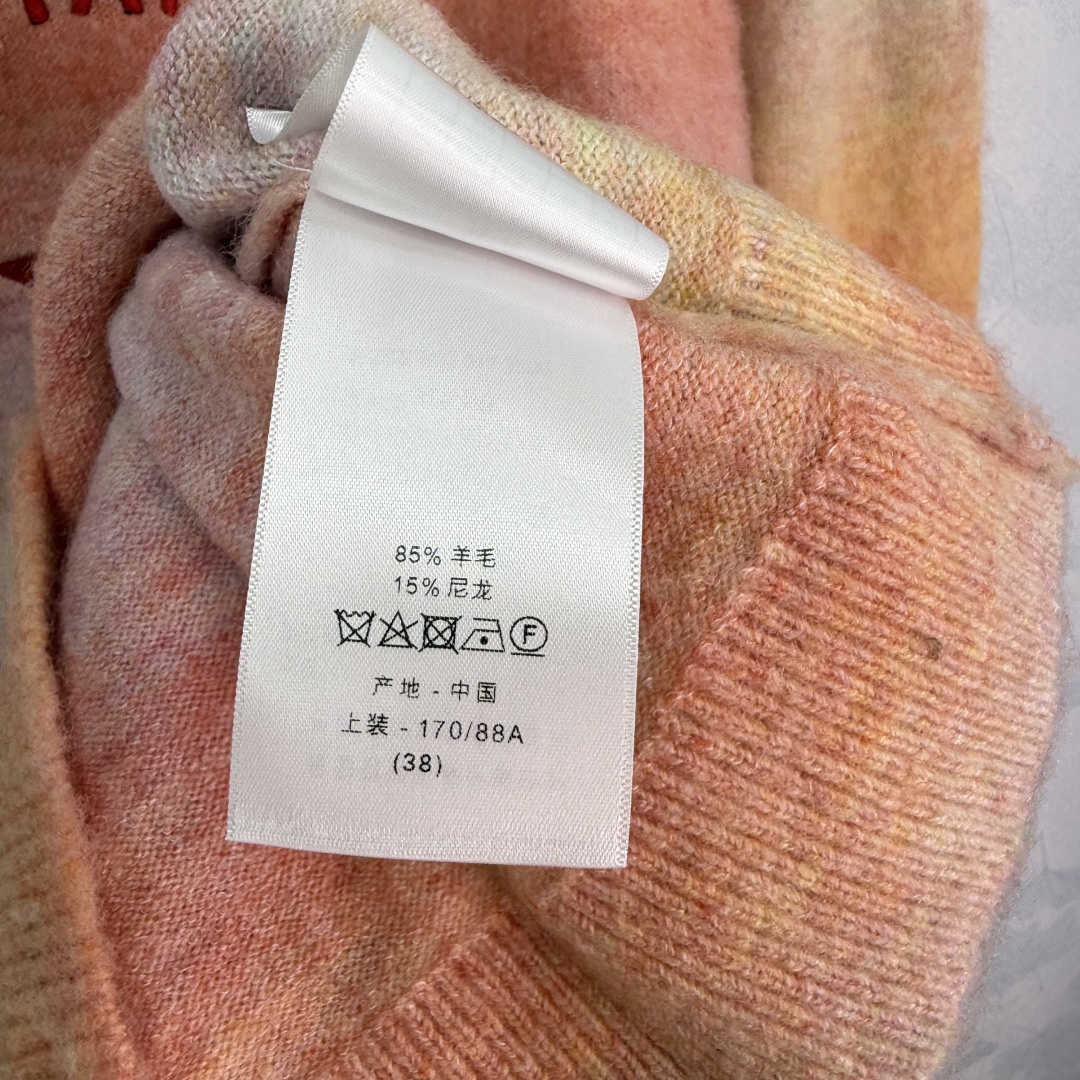 85% 羊毛
15% 尼龙
F
产地 - 中国
上装 - 170/88A
(38)